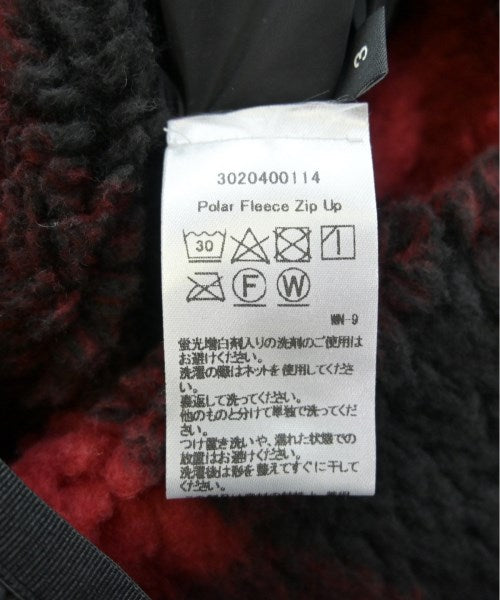 3
3020400114
Polar Fleece Zip Up
30
F W
WN-9
蛍光増白剤入りの洗剤のご使用は
お避けください。
洗濯の際はネットを使用してくだ
さい。
裏返して洗ってください。
他のものと分けて単独で洗ってく
ださい。
つけ置き洗いや、濡れた状態での
放置はお避けください。
洗濯後は形を整えてすぐに干して
ください。